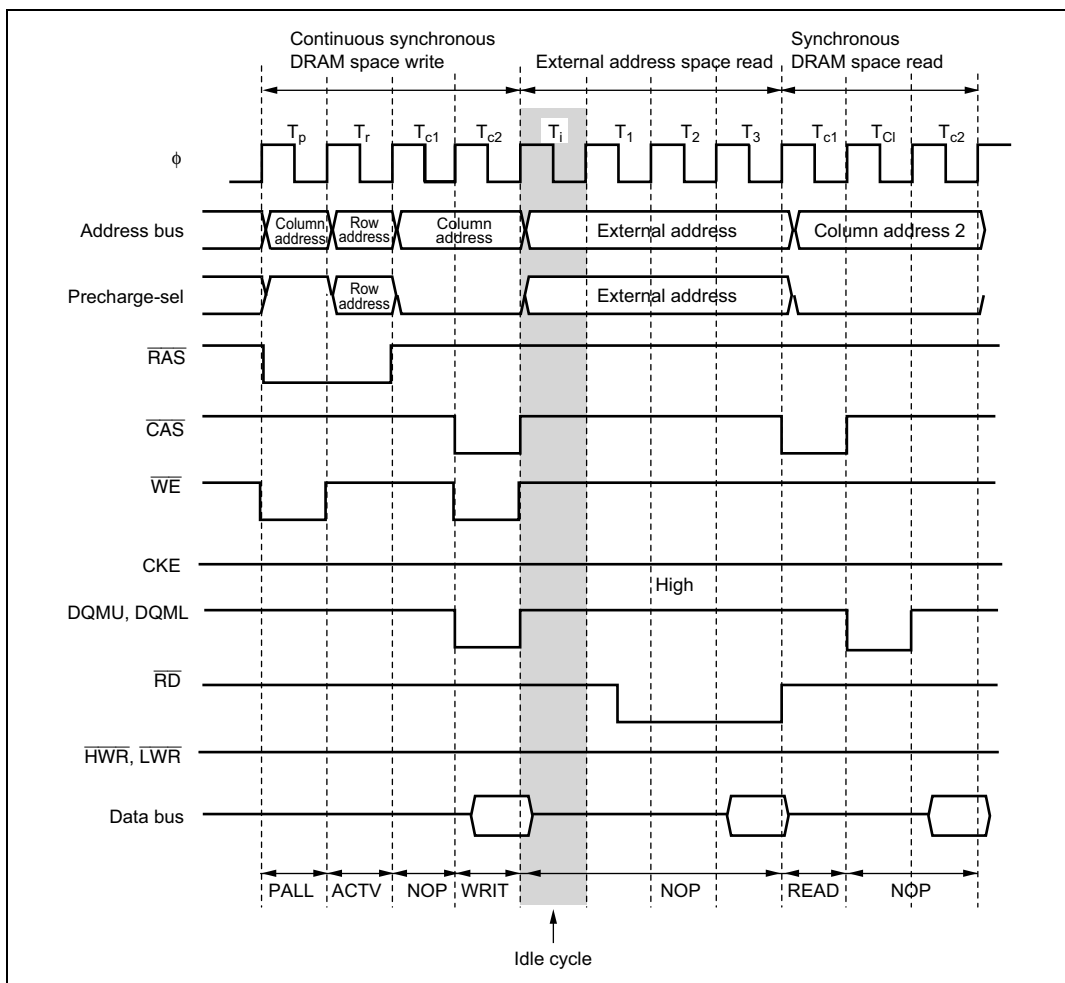 Continuous synchronous
DRAM space write
External address space read
Synchronous
DRAM space read
Tp Tr Tc1 Tc2 Ti T1 T2 T3 Tc1 TCl Tc2
ϕ
Address bus
Column
address
Row
address
Column
address
External address
Column address 2
Precharge-sel
Row
address
External address
RAS
CAS
WE
CKE
High
DQMU, DQML
RD
HWR, LWR
Data bus
PALL ACTV NOP WRIT NOP READ NOP
Idle cycle